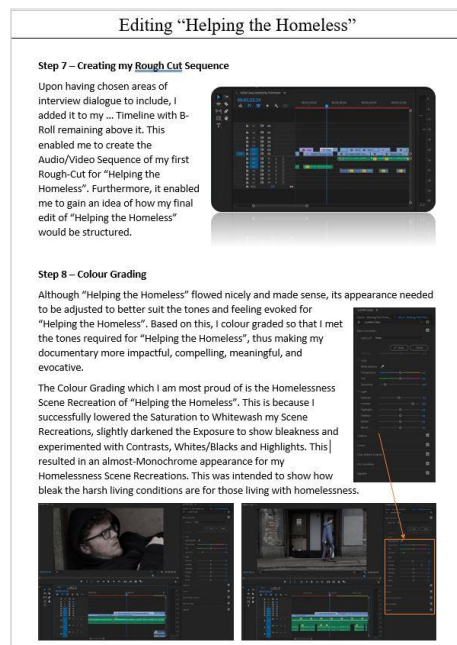 Editing “Helping the Homeless”
Step 7 – Creating my Rough Cut Sequence
Upon having chosen areas of
interview dialogue to include, I
added it to my … Timeline with B-
Roll remaining above it. This
enabled me to create the
Audio/Video Sequence of my first
Rough-Cut for “Helping the
Homeless”. Furthermore, it enabled
me to gain an idea of how my final
edit of “Helping the Homeless”
would be structured.
Step 8 – Colour Grading
Although “Helping the Homeless” flowed nicely and made sense, its appearance needed
to be adjusted to better suit the tones and feeling evoked for
“Helping the Homeless”. Based on this, I colour graded so that I met
the tones required for “Helping the Homeless”, thus making my
documentary more impactful, compelling, meaningful, and
evocative.
The Colour Grading which I am most proud of is the Homelessness
Scene Recreation of “Helping the Homeless”. This is because I
successfully lowered the Saturation to Whitewash my Scene
Recreations, slightly darkened the Exposure to show bleakness and
experimented with Contrasts, Whites/Blacks and Highlights. This
resulted in an almost-Monochrome appearance for my
Homelessness Scene Recreations. This was intended to show how
bleak the harsh living conditions are for those living with homelessness.